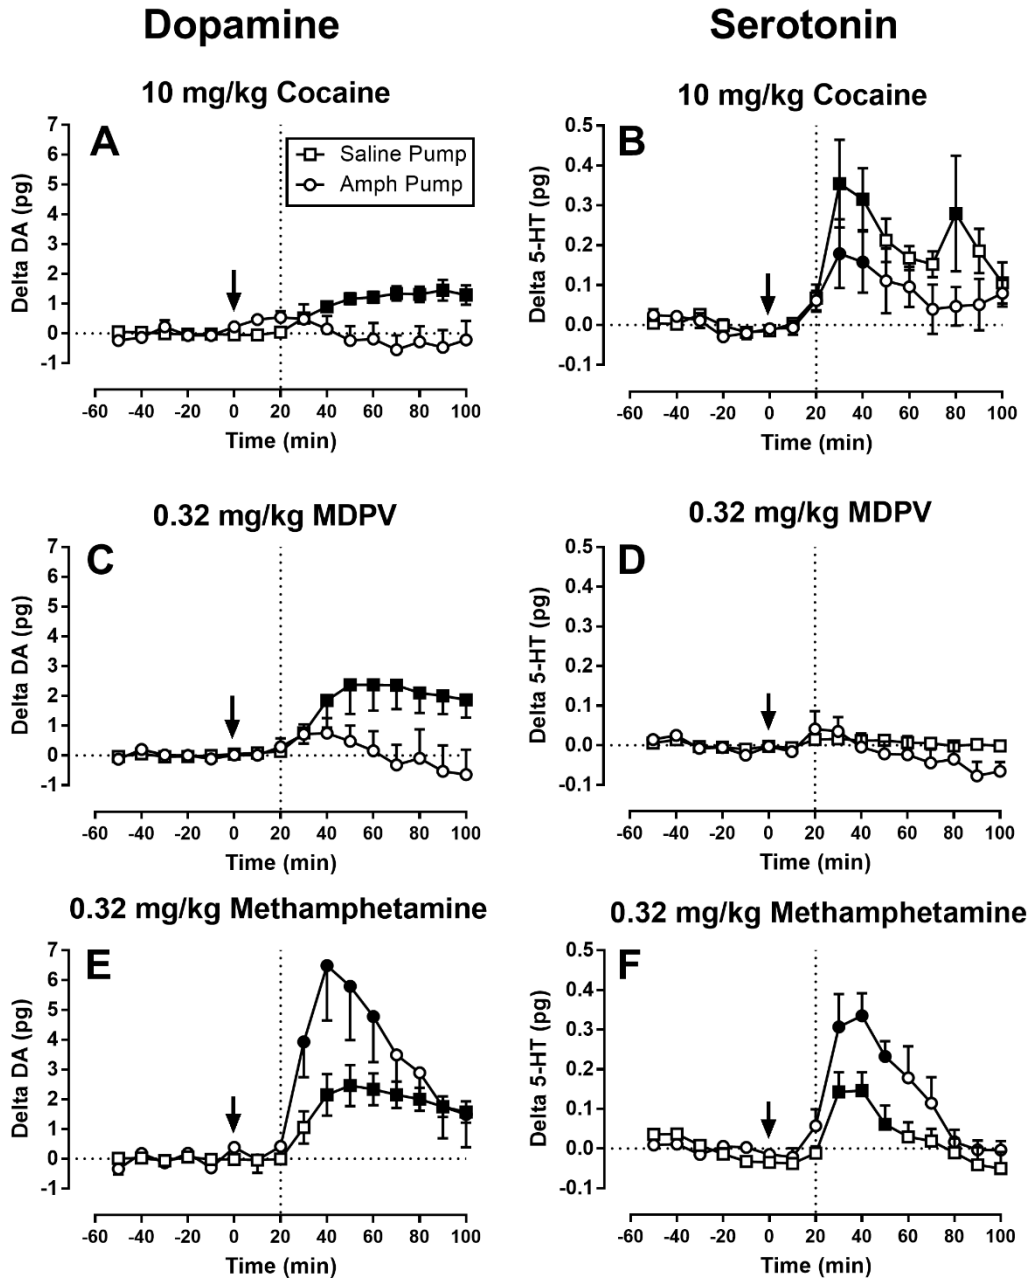 Dopamine
Serotonin
10 mg/kg Cocaine
10 mg/kg Cocaine
A
Saline Pump
Amph Pump
Delta DA (pg)
7
6
5
4
3
2
1
0
-1
-60 -40 -20 0 20 40 60 80 100
Time (min)
B
Delta 5-HT (pg)
0.5
0.4
0.3
0.2
0.1
0.0
-0.1
-60 -40 -20 0 20 40 60 80 100
Time (min)
0.32 mg/kg MDPV
0.32 mg/kg MDPV
C
Delta DA (pg)
7
6
5
4
3
2
1
0
-1
-60 -40 -20 0 20 40 60 80 100
Time (min)
D
Delta 5-HT (pg)
0.5
0.4
0.3
0.2
0.1
0.0
-0.1
-60 -40 -20 0 20 40 60 80 100
Time (min)
0.32 mg/kg Methamphetamine
0.32 mg/kg Methamphetamine
E
Delta DA (pg)
7
6
5
4
3
2
1
0
-1
-60 -40 -20 0 20 40 60 80 100
Time (min)
F
Delta 5-HT (pg)
0.5
0.4
0.3
0.2
0.1
0.0
-0.1
-60 -40 -20 0 20 40 60 80 100
Time (min)